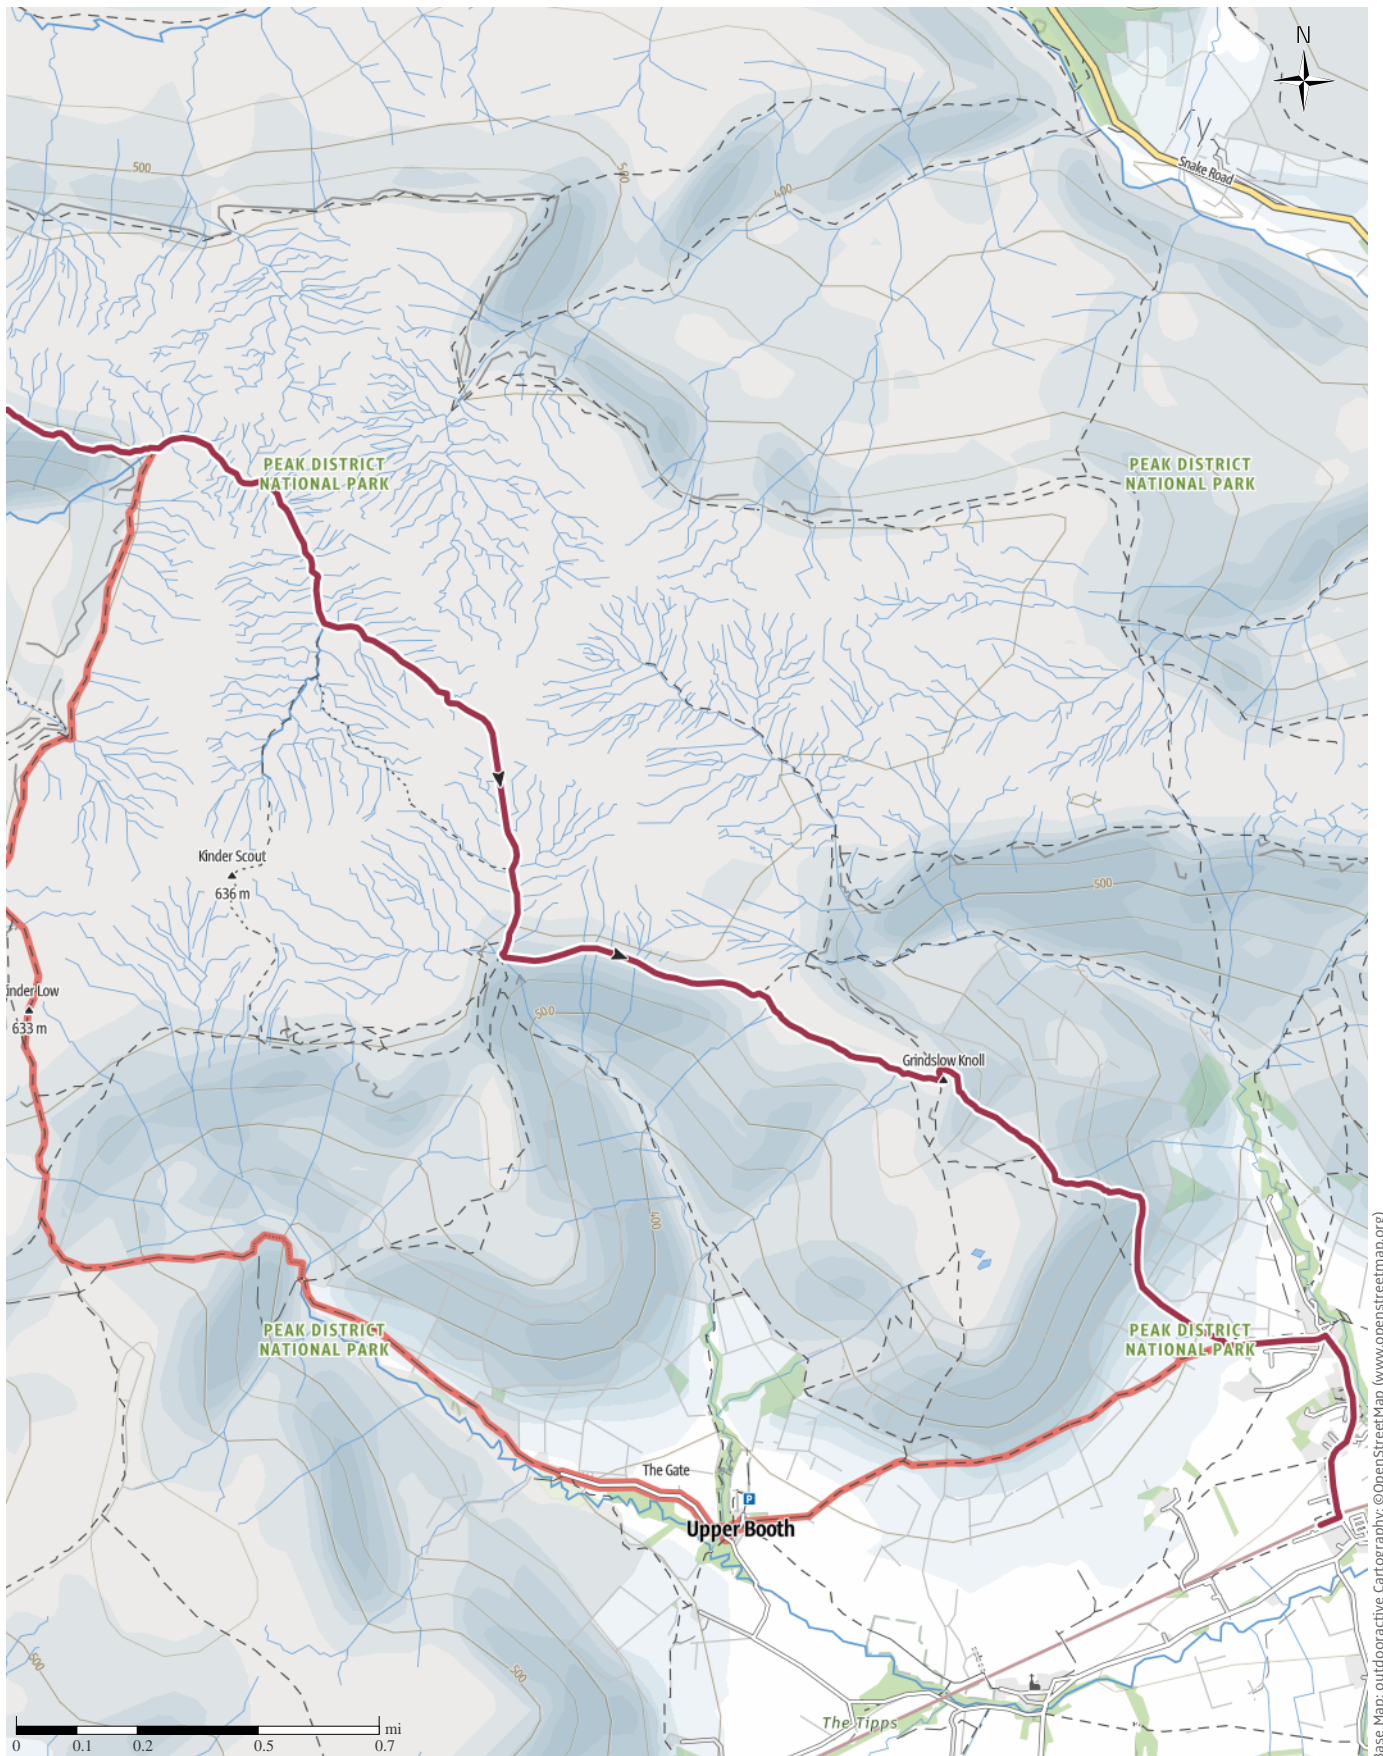 N
Snake Road
500
500
400
PEAK DISTRICT
NATIONAL PARK
PEAK DISTRICT
NATIONAL PARK
Kinder Scout
636 m
500
inder Low
633 m
500
Grindslow Knoll
400
PEAK DISTRICT
NATIONAL PARK
PEAK DISTRICT
NATIONAL PARK
The Gate
P
Upper Booth
500
500
The Tipps
mi
0 0.1 0.2 0.5 0.7
ase Map: outdooractive Cartography: ©OpenStreetMap (www.openstreetmap.org)